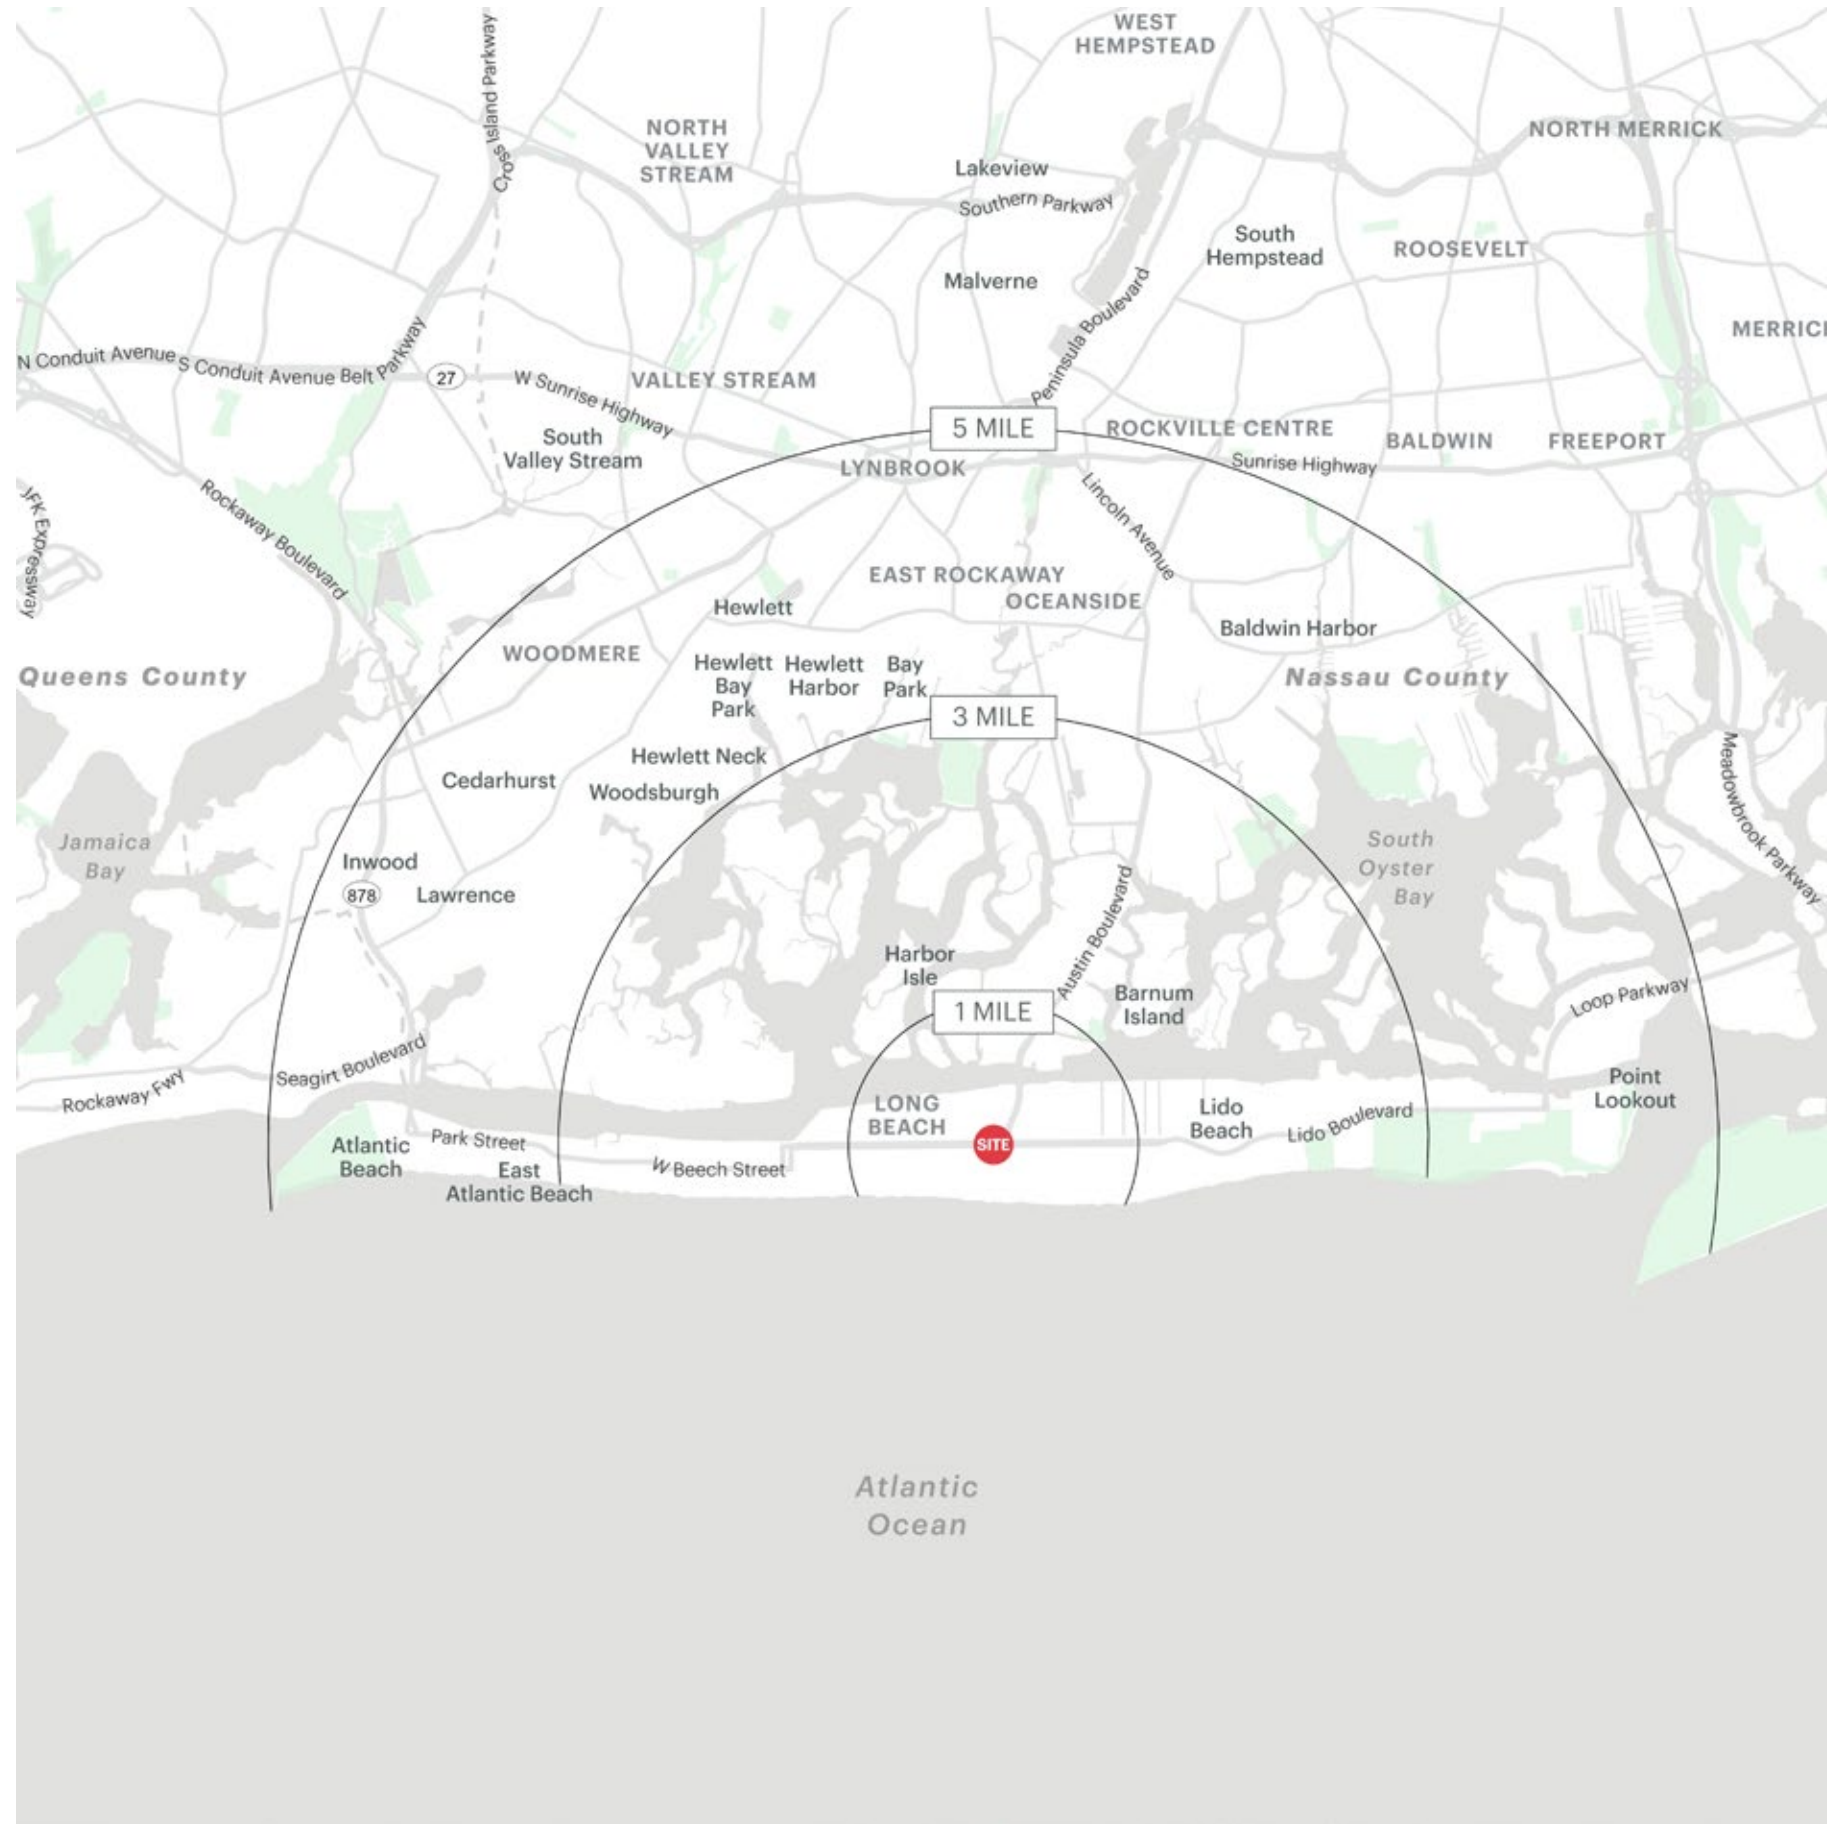 WEST
HEMPSTEAD
Cross Island Parkway
NORTH
VALLEY
STREAM
NORTH MERRICK
Lakeview
Southern Parkway
South
Hempstead
ROOSEVELT
Malverne
Peninsula Boulevard
MERRIC
N Conduit Avenue
S Conduit Avenue
Belt Parkway
27
W Sunrise Highway
VALLEY STREAM
5 MILE
ROCKVILLE CENTRE
BALDWIN
FREEPORT
South
Valley Stream
LYNBROOK
Sunrise Highway
JFK Expressway
Rockaway Boulevard
Lincoln Avenue
EAST ROCKAWAY
OCEANSIDE
Hewlett
Baldwin Harbor
WOODMERE
Queens County
Hewlett
Bay
Park
Hewlett
Harbor
Bay
Park
Nassau County
3 MILE
Hewlett Neck
Cedarhurst
Woodsburgh
Meadowbrook Parkway
Jamaica
Bay
South
Oyster
Bay
Inwood
878
Lawrence
Austin Boulevard
Harbor
Isle
Barnum
Island
Loop Parkway
1 MILE
Seagirt Boulevard
Rockaway Fwy
Point
Lookout
LONG
BEACH
Lido
Beach
Lido Boulevard
SITE
Atlantic
Beach
Park Street
East
Atlantic Beach
W Beech Street
Atlantic
Ocean